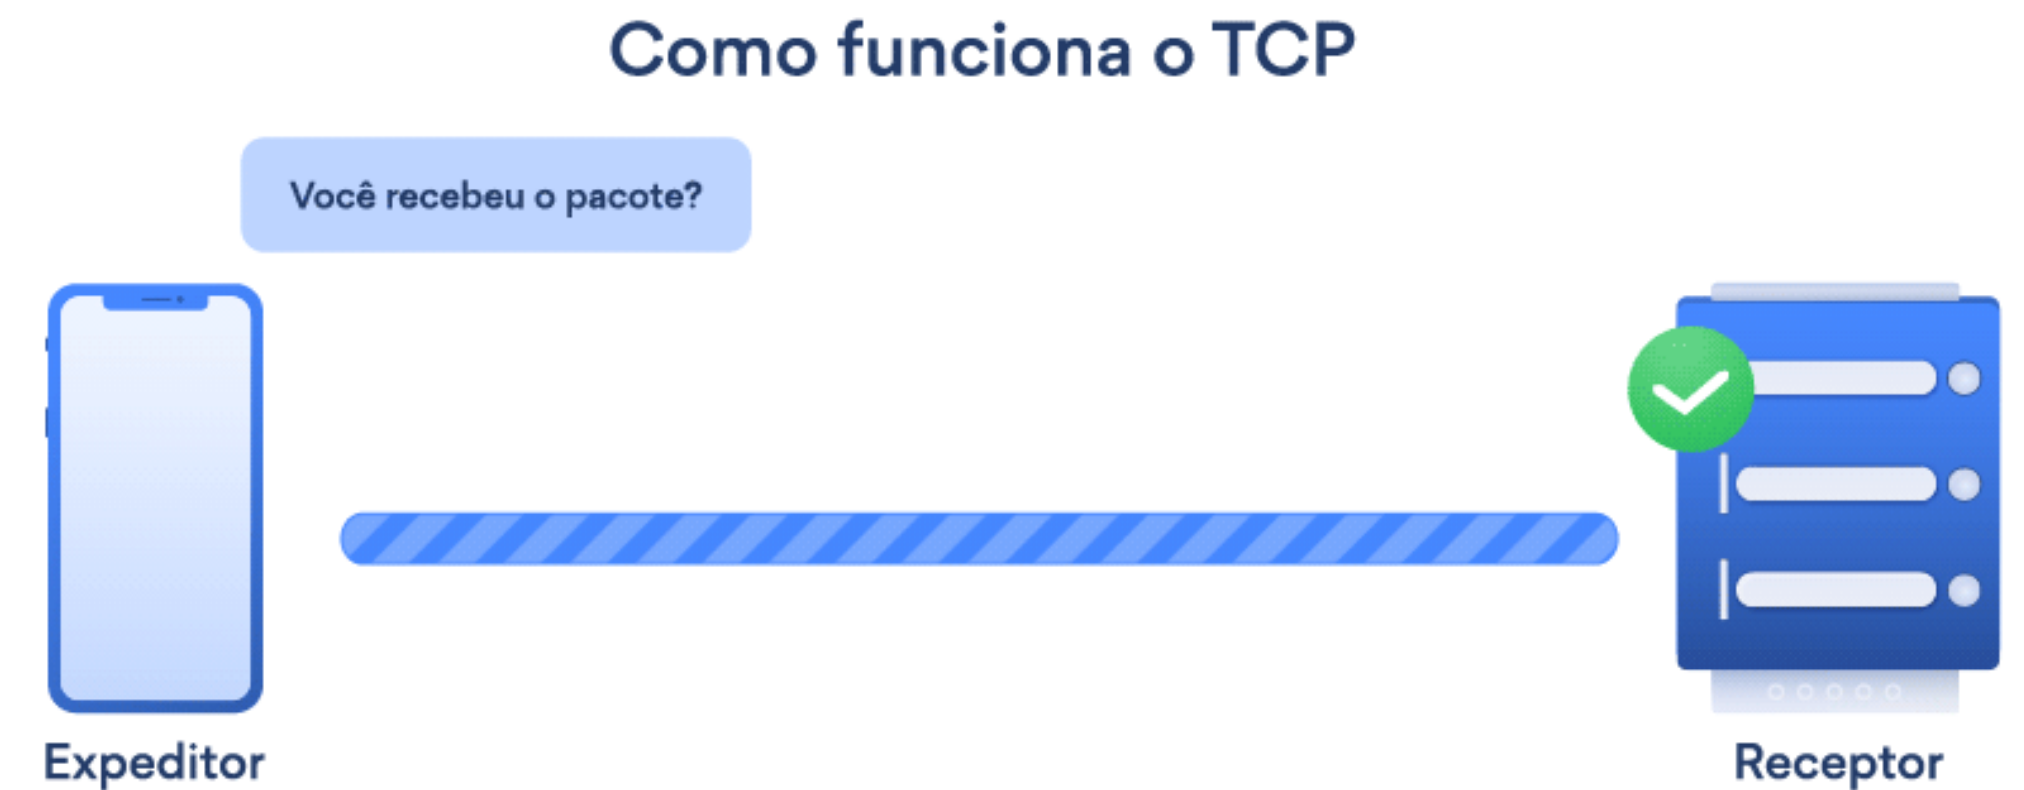 Como funciona o TCP
Você recebeu o pacote?
Expeditor
Receptor